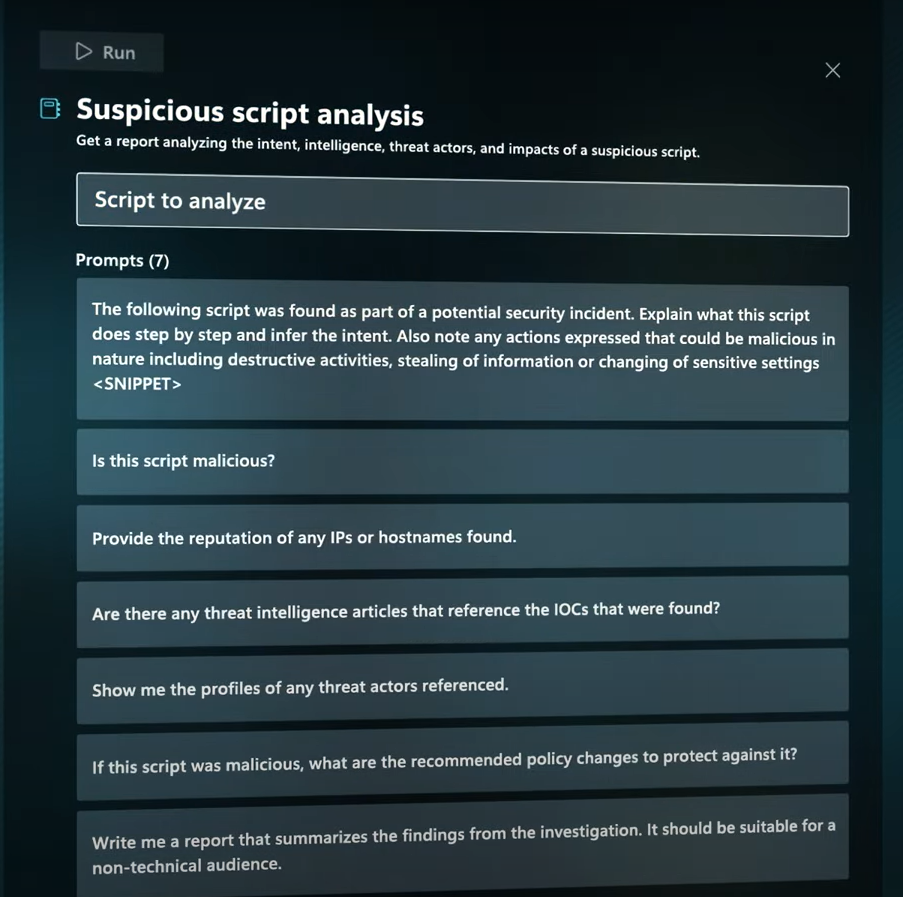 Run
Suspicious script analysis
Get a report analyzing the intent, intelligence, threat actors, and impacts of a suspicious script.
Script to analyze
Prompts (7)
The following script was found as part of a potential security incident. Explain what this script
does step by step and infer the intent. Also note any actions expressed that could be malicious in
nature including destructive activities, stealing of information or changing of sensitive settings
<SNIPPET>
Is this script malicious?
Provide the reputation of any IPs or hostnames found.
Are there any threat intelligence articles that reference the IOCs that were found?
Show me the profiles of any threat actors referenced.
If this script was malicious, what are the recommended policy changes to protect against it?
Write me a report that summarizes the findings from the investigation. It should be suitable for a
non-technical audience.